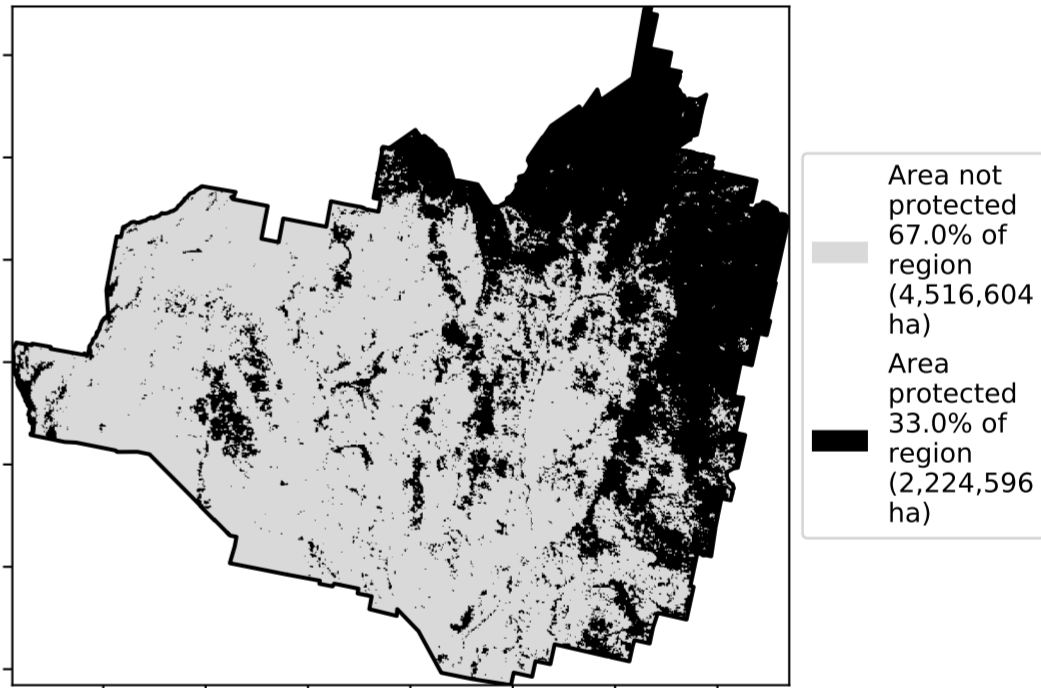 Area not
protected
67.0% of
region
(4,516,604
ha)
Area
protected
33.0% of
region
(2,224,596
ha)